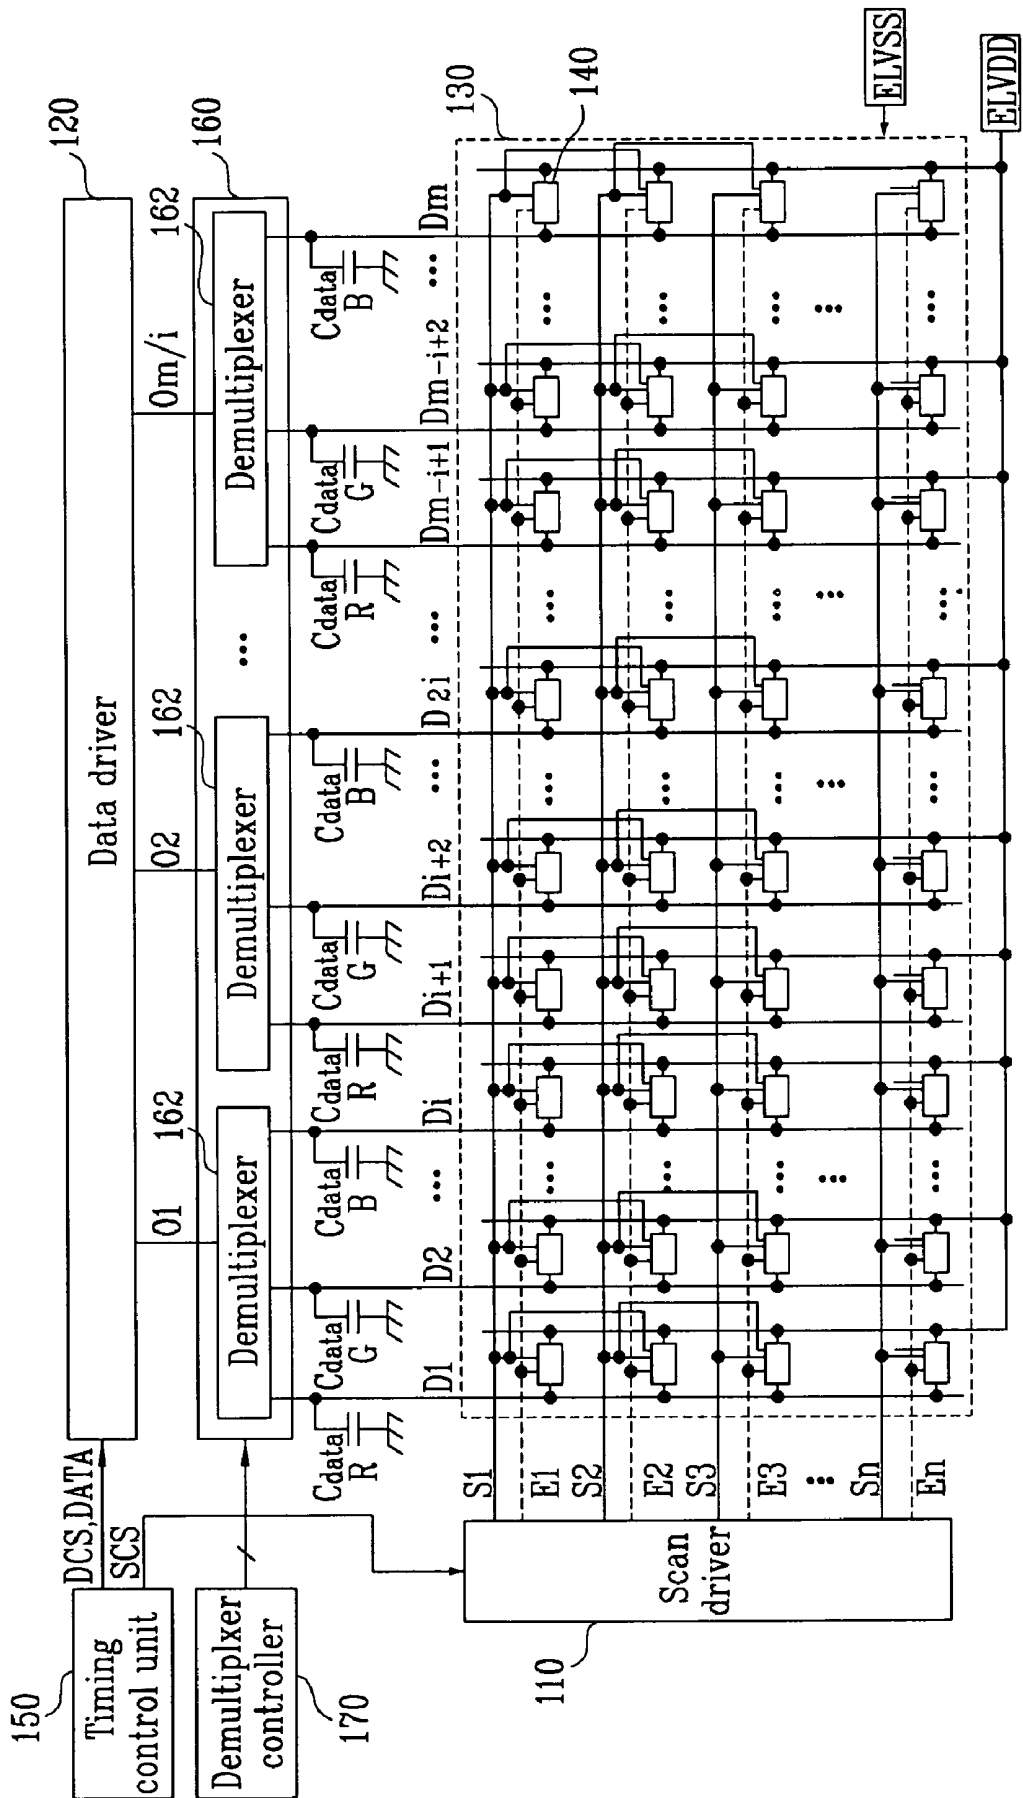 150
Timing
control unit
DCS,DATA
SCS
Data driver
120
Demultiplxer
controller
170
O1
O2
Om/i
160
162
162
162
Demultiplexer
Demultiplexer
...
Demultiplexer
Cdata
R
Cdata
G
Cdata
B
Cdata
R
Cdata
G
Cdata
B
Cdata
R
Cdata
G
Cdata
B
D1
D2
...
Di
Di+1
Di+2
...
D2i
...
Dm-i+1
Dm-i+2
...
Dm
130
140
S1
E1
S2
E2
S3
E3
...
Sn
En
Scan
driver
110
ELVSS
ELVDD